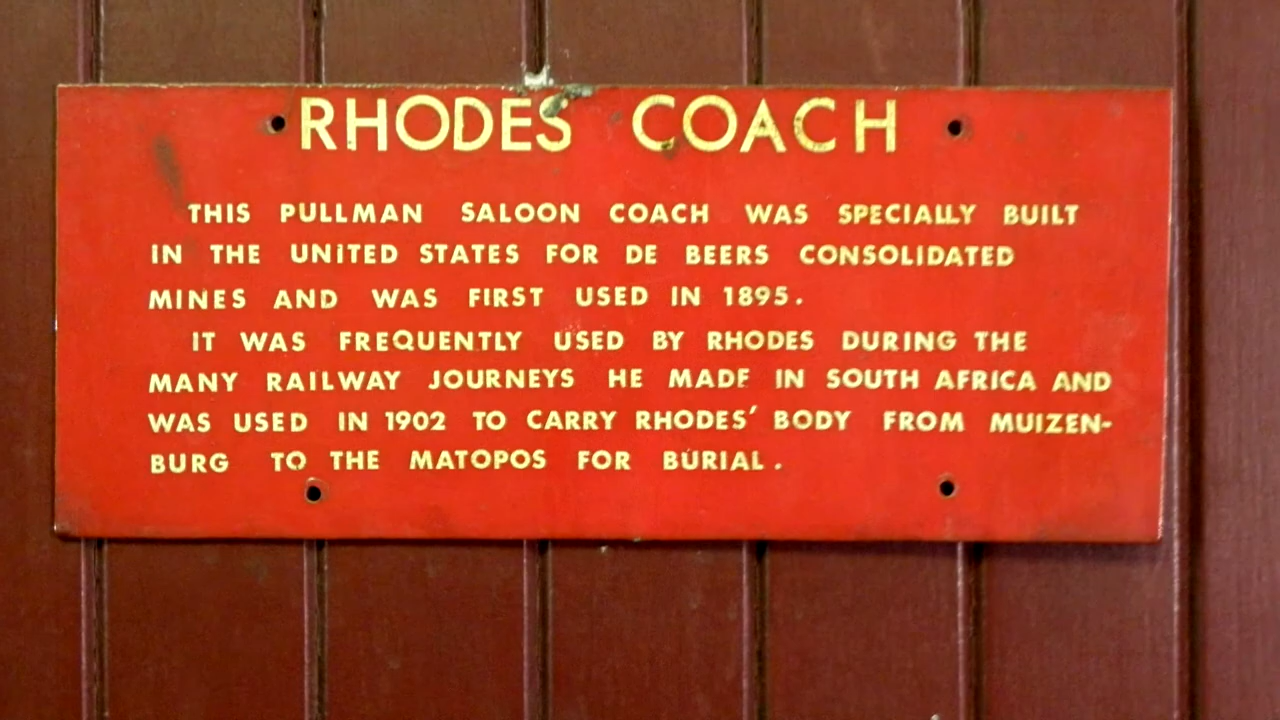 RHODES COACH
THIS PULLMAN SALOON COACH WAS SPECIALLY BUILT
IN THE UNITED STATES FOR DE BEERS CONSOLIDATED
MINES AND WAS FIRST USED IN 1895.
IT WAS FREQUENTLY USED BY RHODES DURING THE
MANY RAILWAY JOURNEYS HE MADE IN SOUTH AFRICA AND
WAS USED IN 1902 TO CARRY RHODES' BODY FROM MUIZEN-
BURG TO THE MATOPOS FOR BURIAL.